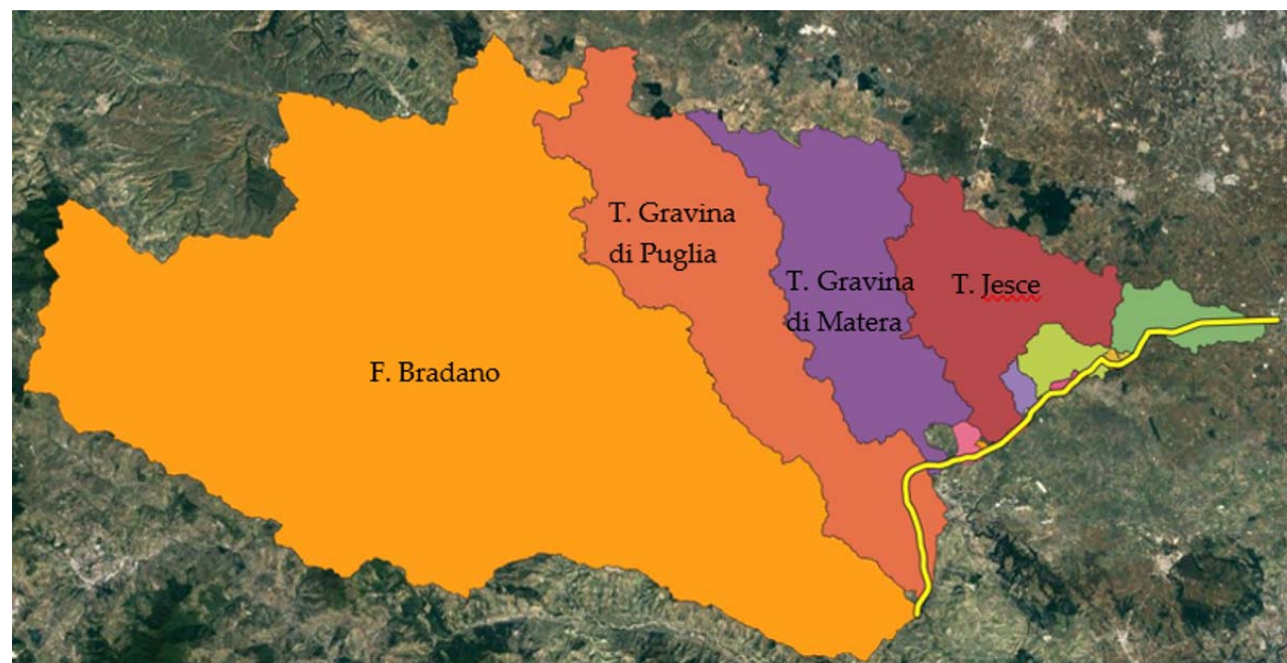 T. Gravina
di Puglia
T. Gravina
di Matera
T. Jesce
F. Bradano